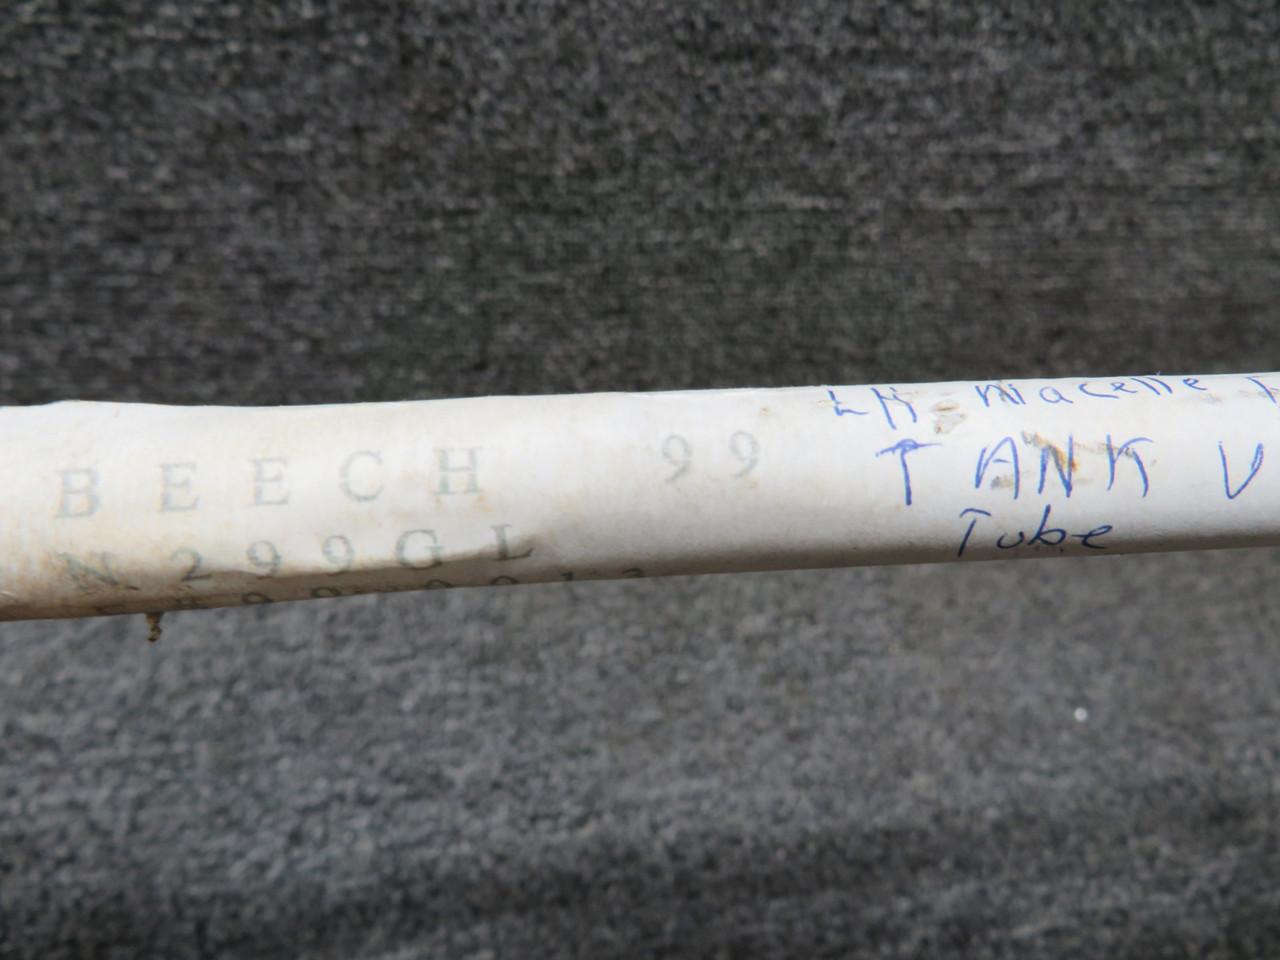 BEECH 99
N299GL
LH nacelle
TANK V
Tube